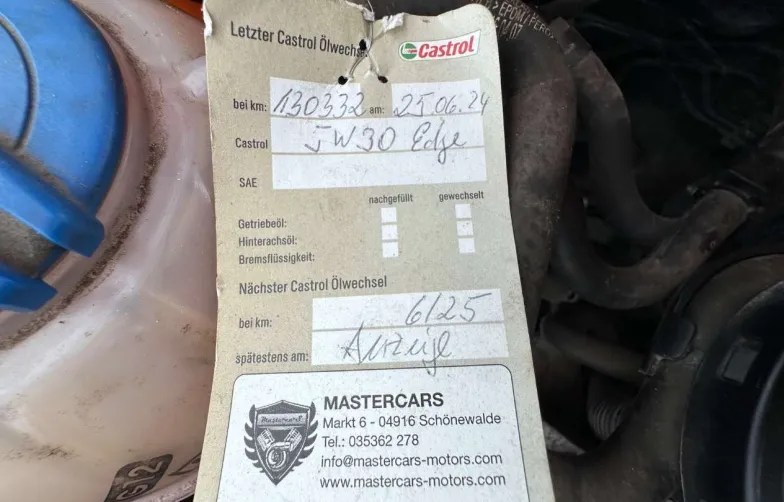 Letzter Castrol Ölwechsel
Castrol
bei km: 130332 am: 25.06.24
Castrol 5W30 Edge
SAE
nachgefüllt gewechselt
Getriebeöl:
Hinterachsöl:
Bremsflüssigkeit:
Nächster Castrol Ölwechsel
bei km: 6/25
spätestens am: Anzeige
MASTERCARS
Markt 6 - 04916 Schönewalde
Tel.: 035362 278
info@mastercars-motors.com
www.mastercars-motors.com
Mastercars
G12